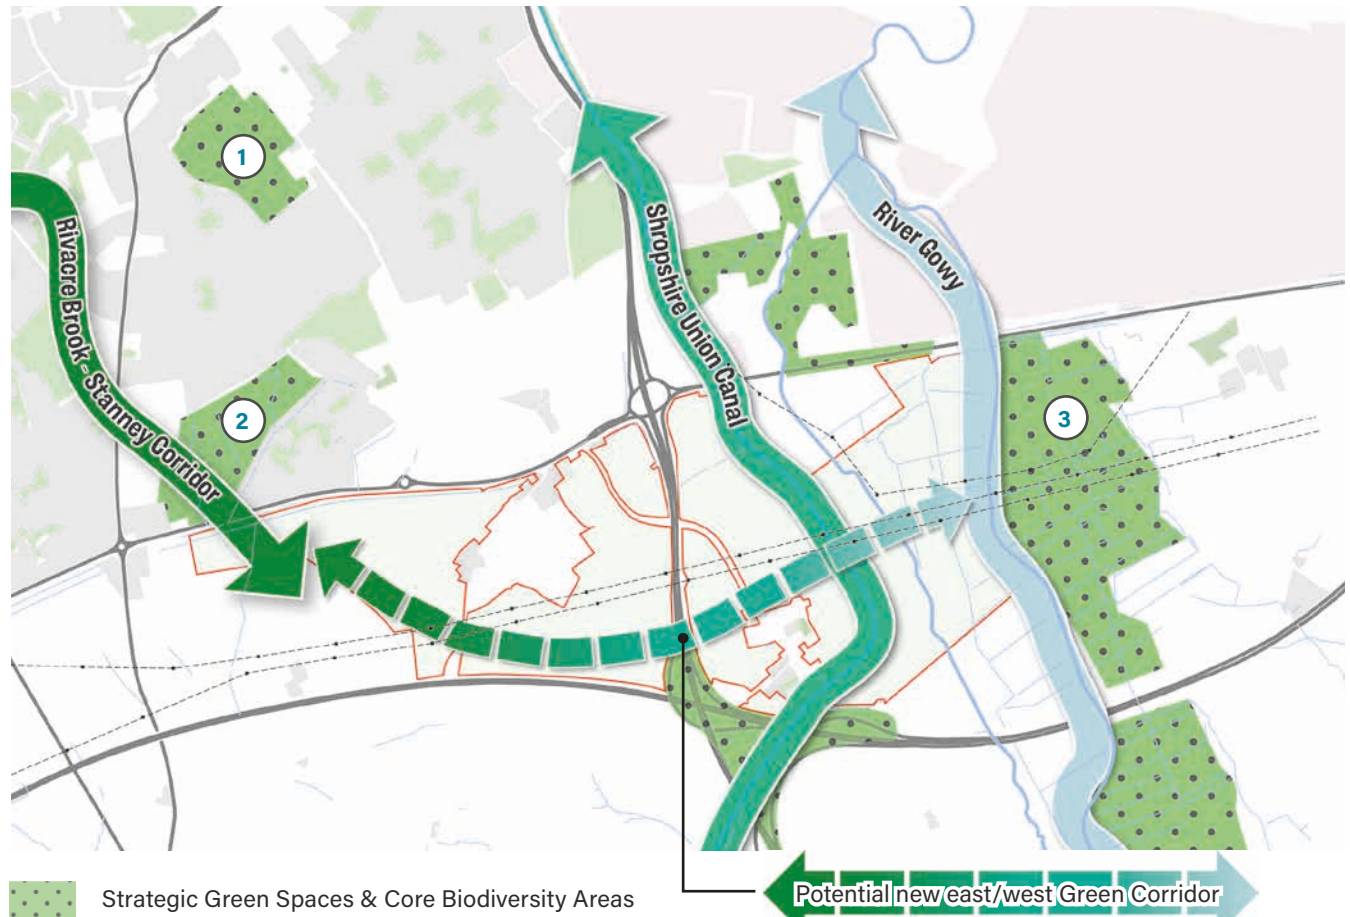 1
Rivacre Brook - Stanney Corridor
Shropshire Union Canal
River Gowy
2
3
Strategic Green Spaces & Core Biodiversity Areas
Potential new east/west Green Corridor